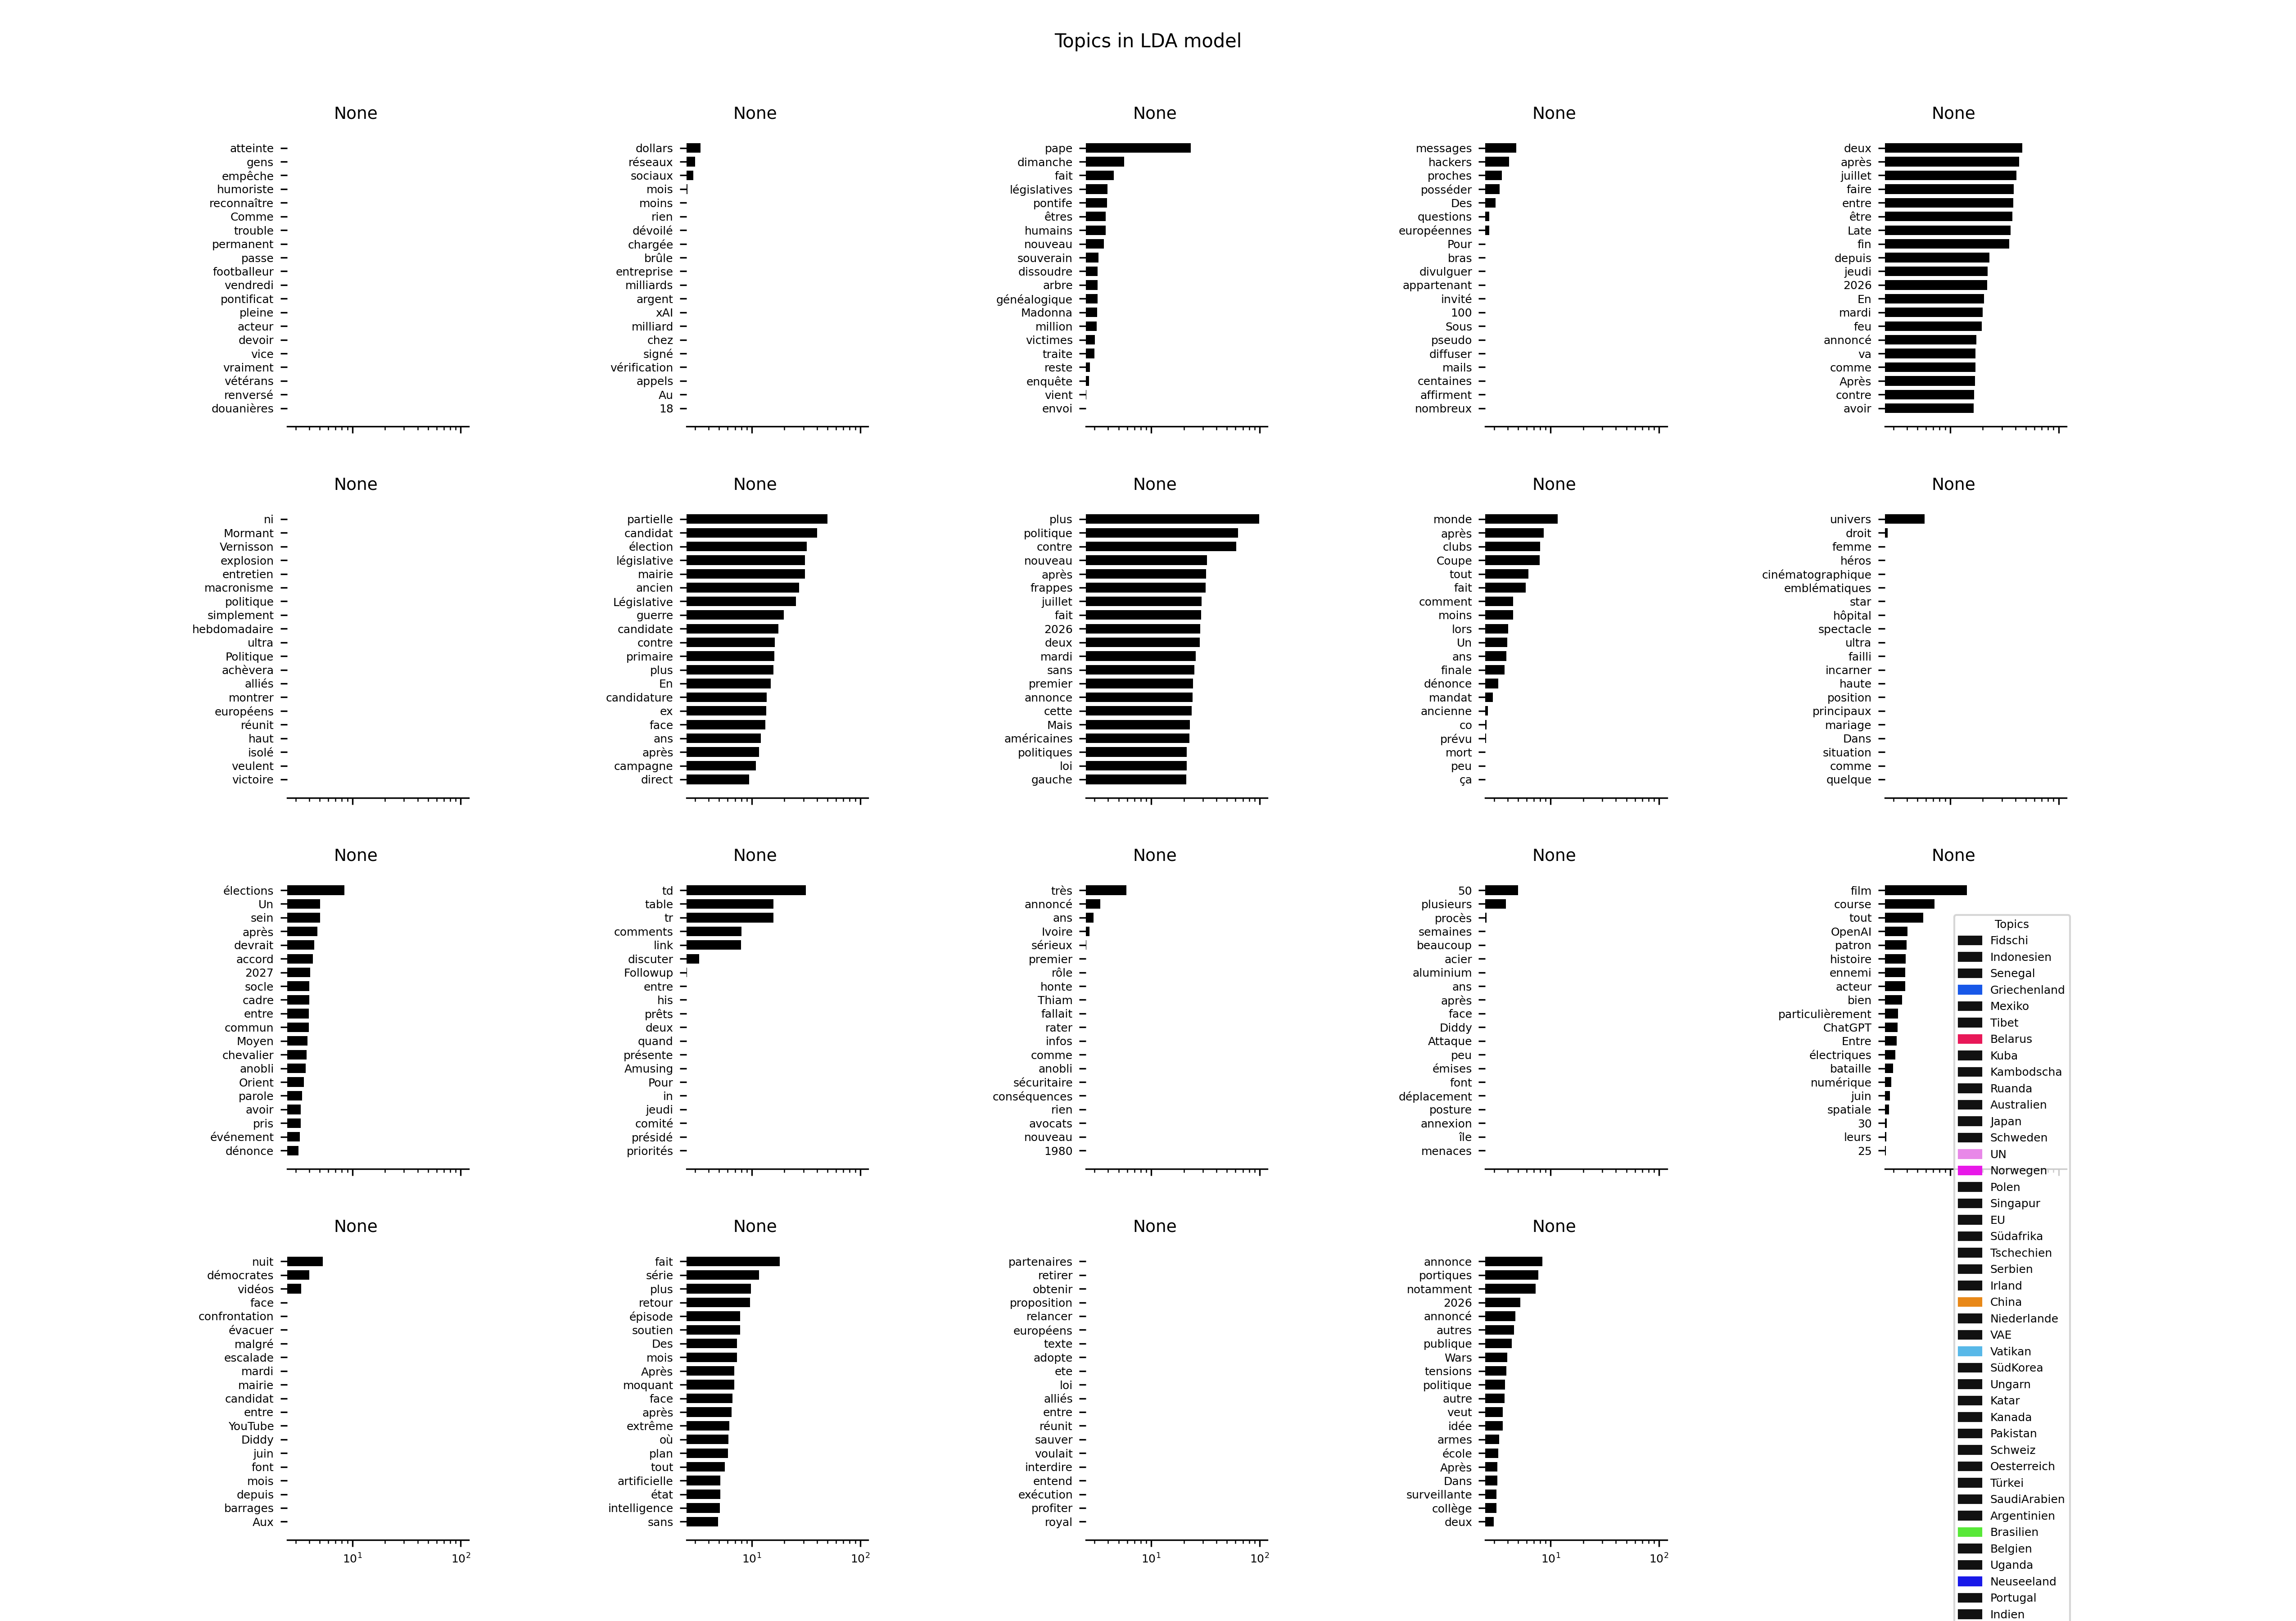 Topics in LDA model
None
atteinte
gens
empêche
humoriste
reconnaître
Comme
trouble
permanent
passe
footballeur
vendredi
pontificat
pleine
acteur
devoir
vice
vraiment
vétérans
renversé
douanières
None
dollars
réseaux
sociaux
mois
moins
rien
dévoilé
chargée
brûle
entreprise
milliards
argent
xAI
milliard
chez
signé
vérification
appels
Au
18
None
pape
dimanche
fait
législatives
pontife
êtres
humains
nouveau
souverain
dissoudre
arbre
généalogique
Madonna
million
victimes
traite
reste
enquête
vient
envoi
None
messages
hackers
proches
posséder
Des
questions
européennes
Pour
bras
divulguer
appartenant
invité
100
Sous
pseudo
diffuser
mails
centaines
affirment
nombreux
None
deux
après
juillet
faire
entre
être
Late
fin
depuis
jeudi
2026
En
mardi
feu
annoncé
va
comme
Après
contre
avoir
None
ni
Mormant
Vernisson
explosion
entretien
macronisme
politique
simplement
hebdomadaire
ultra
Politique
achèvera
alliés
montrer
européens
réunit
haut
isolé
veulent
victoire
None
partielle
candidat
élection
législative
mairie
ancien
Législative
guerre
candidate
contre
primaire
plus
En
candidature
ex
face
ans
après
campagne
direct
None
plus
politique
contre
nouveau
après
frappes
juillet
fait
2026
deux
mardi
sans
premier
annonce
cette
Mais
américaines
politiques
loi
gauche
None
monde
après
clubs
Coupe
tout
fait
comment
moins
lors
Un
ans
finale
dénonce
mandat
ancienne
co
prévu
mort
peu
ça
None
univers
droit
femme
héros
cinématographique
emblématiques
star
hôpital
spectacle
ultra
failli
incarner
haute
position
principaux
mariage
Dans
situation
comme
quelque
None
élections
Un
sein
après
devrait
accord
2027
socle
cadre
entre
commun
Moyen
chevalier
anobli
Orient
parole
avoir
pris
événement
dénonce
None
td
table
tr
comments
link
discuter
Followup
entre
his
prêts
deux
quand
présente
Amusing
Pour
in
jeudi
comité
présidé
priorités
None
très
annoncé
ans
Ivoire
sérieux
premier
rôle
honte
Thiam
fallait
rater
infos
comme
anobli
sécuritaire
conséquences
rien
avocats
nouveau
1980
None
50
plusieurs
procès
semaines
beaucoup
acier
aluminium
ans
après
face
Diddy
Attaque
peu
émises
font
déplacement
posture
annexion
île
menaces
None
film
course
tout
OpenAI
patron
histoire
ennemi
acteur
bien
particulièrement
ChatGPT
Entre
électriques
bataille
numérique
juin
spatiale
30
leurs
25
None
nuit
démocrates
vidéos
face
confrontation
évacuer
malgré
escalade
mardi
mairie
candidat
entre
YouTube
Diddy
juin
font
mois
depuis
barrages
Aux
10¹ 10²
None
fait
série
plus
retour
épisode
soutien
Des
mois
Après
moquant
face
après
extrême
où
plan
tout
artificielle
état
intelligence
sans
10¹ 10²
None
partenaires
retirer
obtenir
proposition
relancer
européens
texte
adopte
ete
loi
alliés
entre
réunit
sauver
voulait
interdire
entend
exécution
profiter
royal
10¹ 10²
None
annonce
portiques
notamment
2026
annoncé
autres
publique
Wars
tensions
politique
autre
veut
idée
armes
école
Après
Dans
surveillante
collège
deux
10¹ 10²
Topics
Fidschi
Indonesien
Senegal
Griechenland
Mexiko
Tibet
Belarus
Kuba
Kambodscha
Ruanda
Australien
Japan
Schweden
UN
Norwegen
Polen
Singapur
EU
Südafrika
Tschechien
Serbien
Irland
China
Niederlande
VAE
Vatikan
SüdKorea
Ungarn
Katar
Kanada
Pakistan
Schweiz
Oesterreich
Türkei
SaudiArabien
Argentinien
Brasilien
Belgien
Uganda
Neuseeland
Portugal
Indien